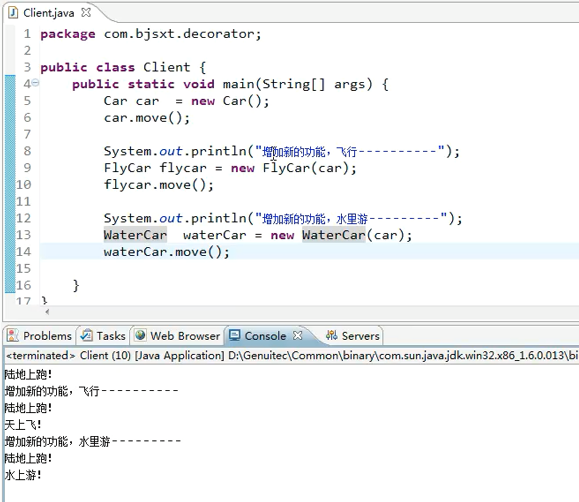 Client.java
1 package com.bjsxt.decorator;
2
3 public class Client {
4 public static void main(String[] args) {
5 Car car  = new Car();
6 car.move();
7
8 System.out.println("增加新的功能，飞行----------");
9 FlyCar flycar = new FlyCar(car);
10 flycar.move();
11
12 System.out.println("增加新的功能，水里游---------");
13 WaterCar  waterCar = new WaterCar(car);
14 waterCar.move();
15
16 }
17 }
Problems Tasks Web Browser Console Servers
<terminated> Client (10) [Java Application] D:\Genuitec\Common\binary\com.sun.java.jdk.win32.x86_1.6.0.013\bi
陆地上跑！
增加新的功能，飞行----------
陆地上跑！
天上飞！
增加新的功能，水里游---------
陆地上跑！
水上游！